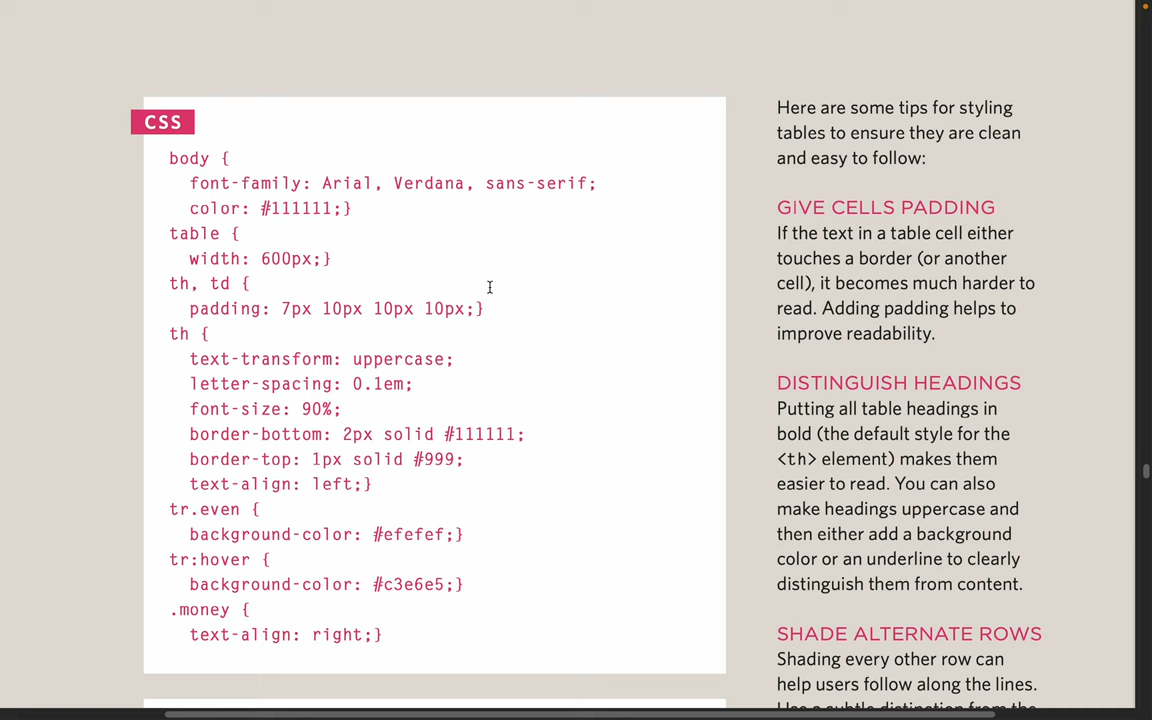 CSS
body {
font-family: Arial, Verdana, sans-serif;
color: #111111;}
table {
width: 600px;}
th, td {
padding: 7px 10px 10px 10px;}
th {
text-transform: uppercase;
letter-spacing: 0.1em;
font-size: 90%;
border-bottom: 2px solid #111111;
border-top: 1px solid #999;
text-align: left;}
tr.even {
background-color: #efefef;}
tr:hover {
background-color: #c3e6e5;}
.money {
text-align: right;}
Here are some tips for styling
tables to ensure they are clean
and easy to follow:
GIVE CELLS PADDING
If the text in a table cell either
touches a border (or another
cell), it becomes much harder to
read. Adding padding helps to
improve readability.
DISTINGUISH HEADINGS
Putting all table headings in
bold (the default style for the
<th> element) makes them
easier to read. You can also
make headings uppercase and
then either add a background
color or an underline to clearly
distinguish them from content.
SHADE ALTERNATE ROWS
Shading every other row can
help users follow along the lines.
Use a subtle distinction from the